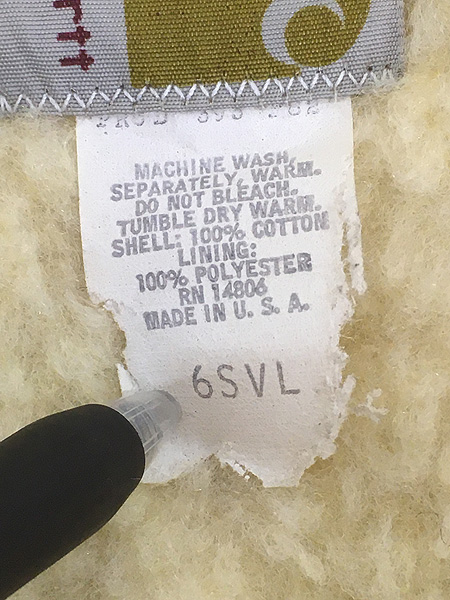 rtt
MACHINE WASH,
SEPARATELY, WARM.
DO NOT BLEACH.
TUMBLE DRY WARM.
SHELL: 100% COTTON
LINING:
100% POLYESTER
RN 14806
MADE IN U. S. A.
6SVL